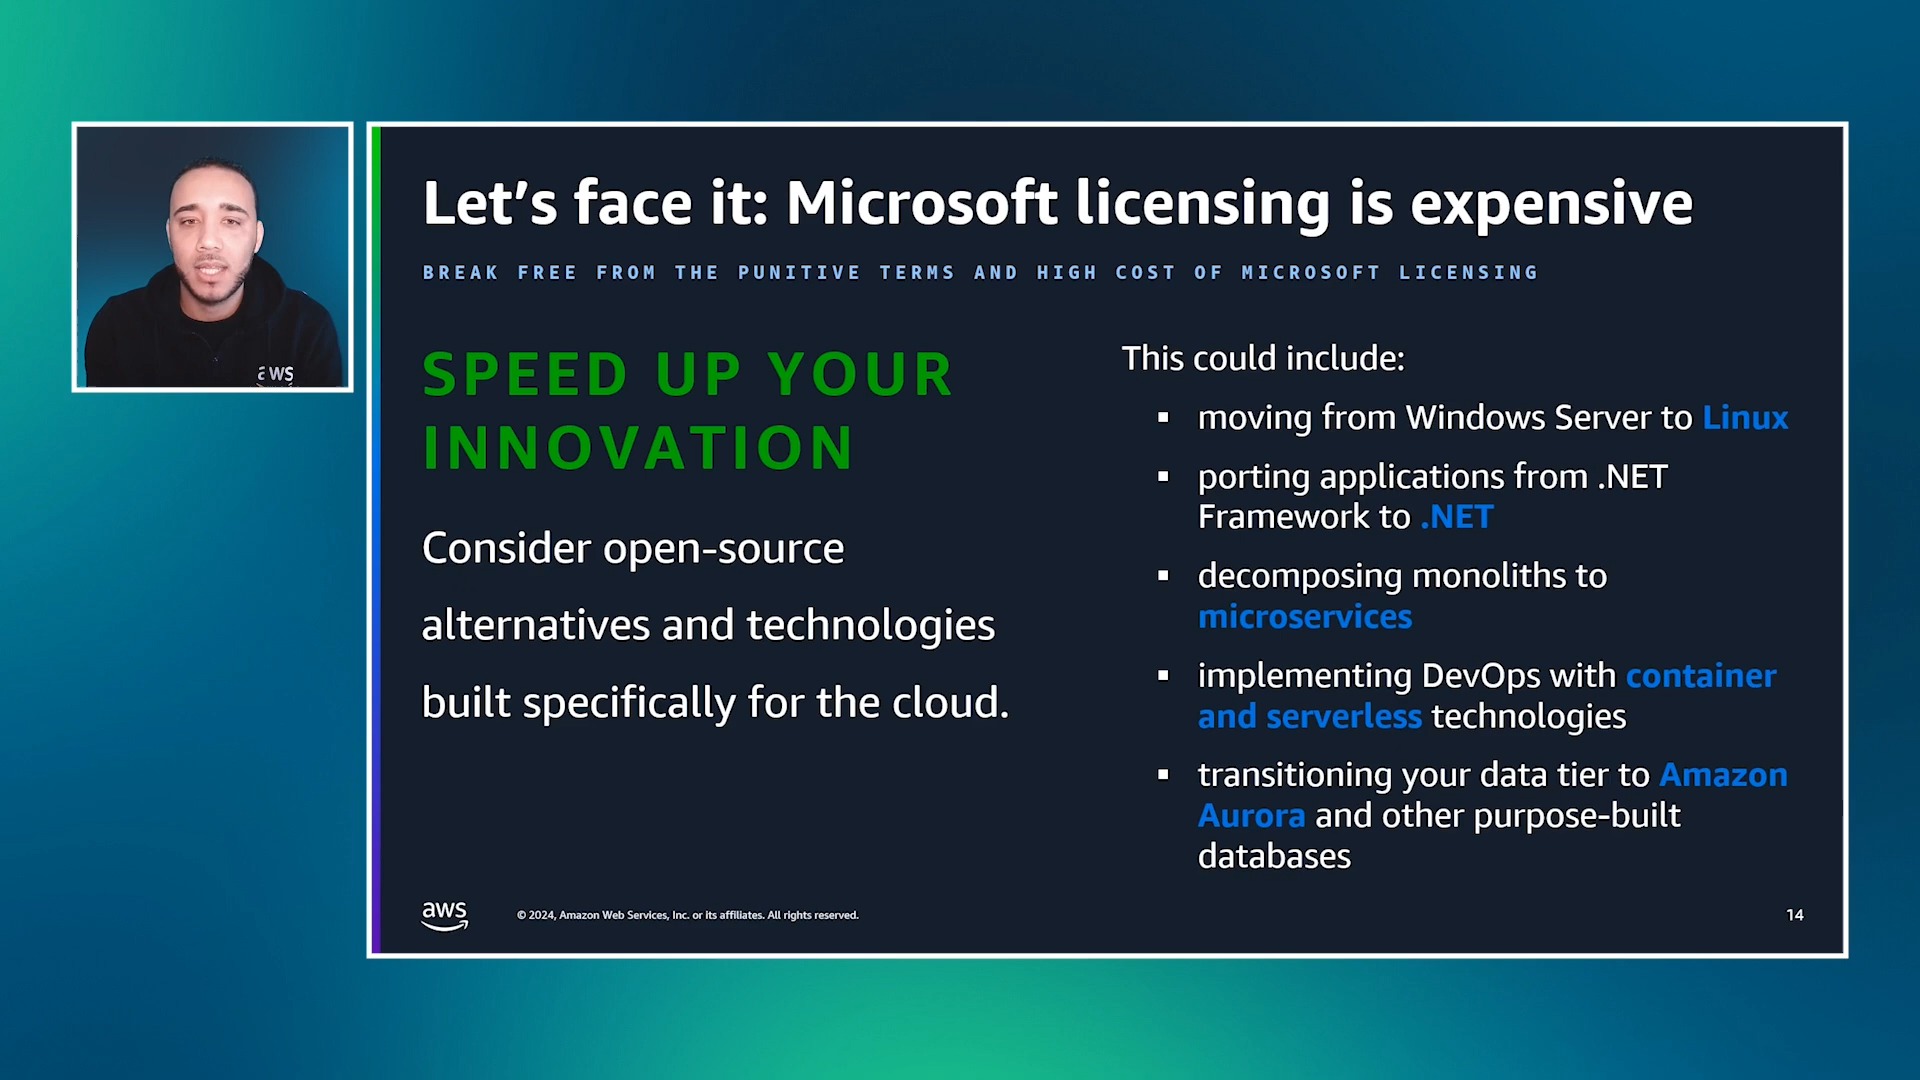 aws
Let’s face it: Microsoft licensing is expensive
BREAK FREE FROM THE PUNITIVE TERMS AND HIGH COST OF MICROSOFT LICENSING
SPEED UP YOUR
INNOVATION
Consider open-source
alternatives and technologies
built specifically for the cloud.
This could include:
▪ moving from Windows Server to Linux
▪ porting applications from .NET
Framework to .NET
▪ decomposing monoliths to
microservices
▪ implementing DevOps with container
and serverless technologies
▪ transitioning your data tier to Amazon
Aurora and other purpose-built
databases
aws
© 2024, Amazon Web Services, Inc. or its affiliates. All rights reserved.
14